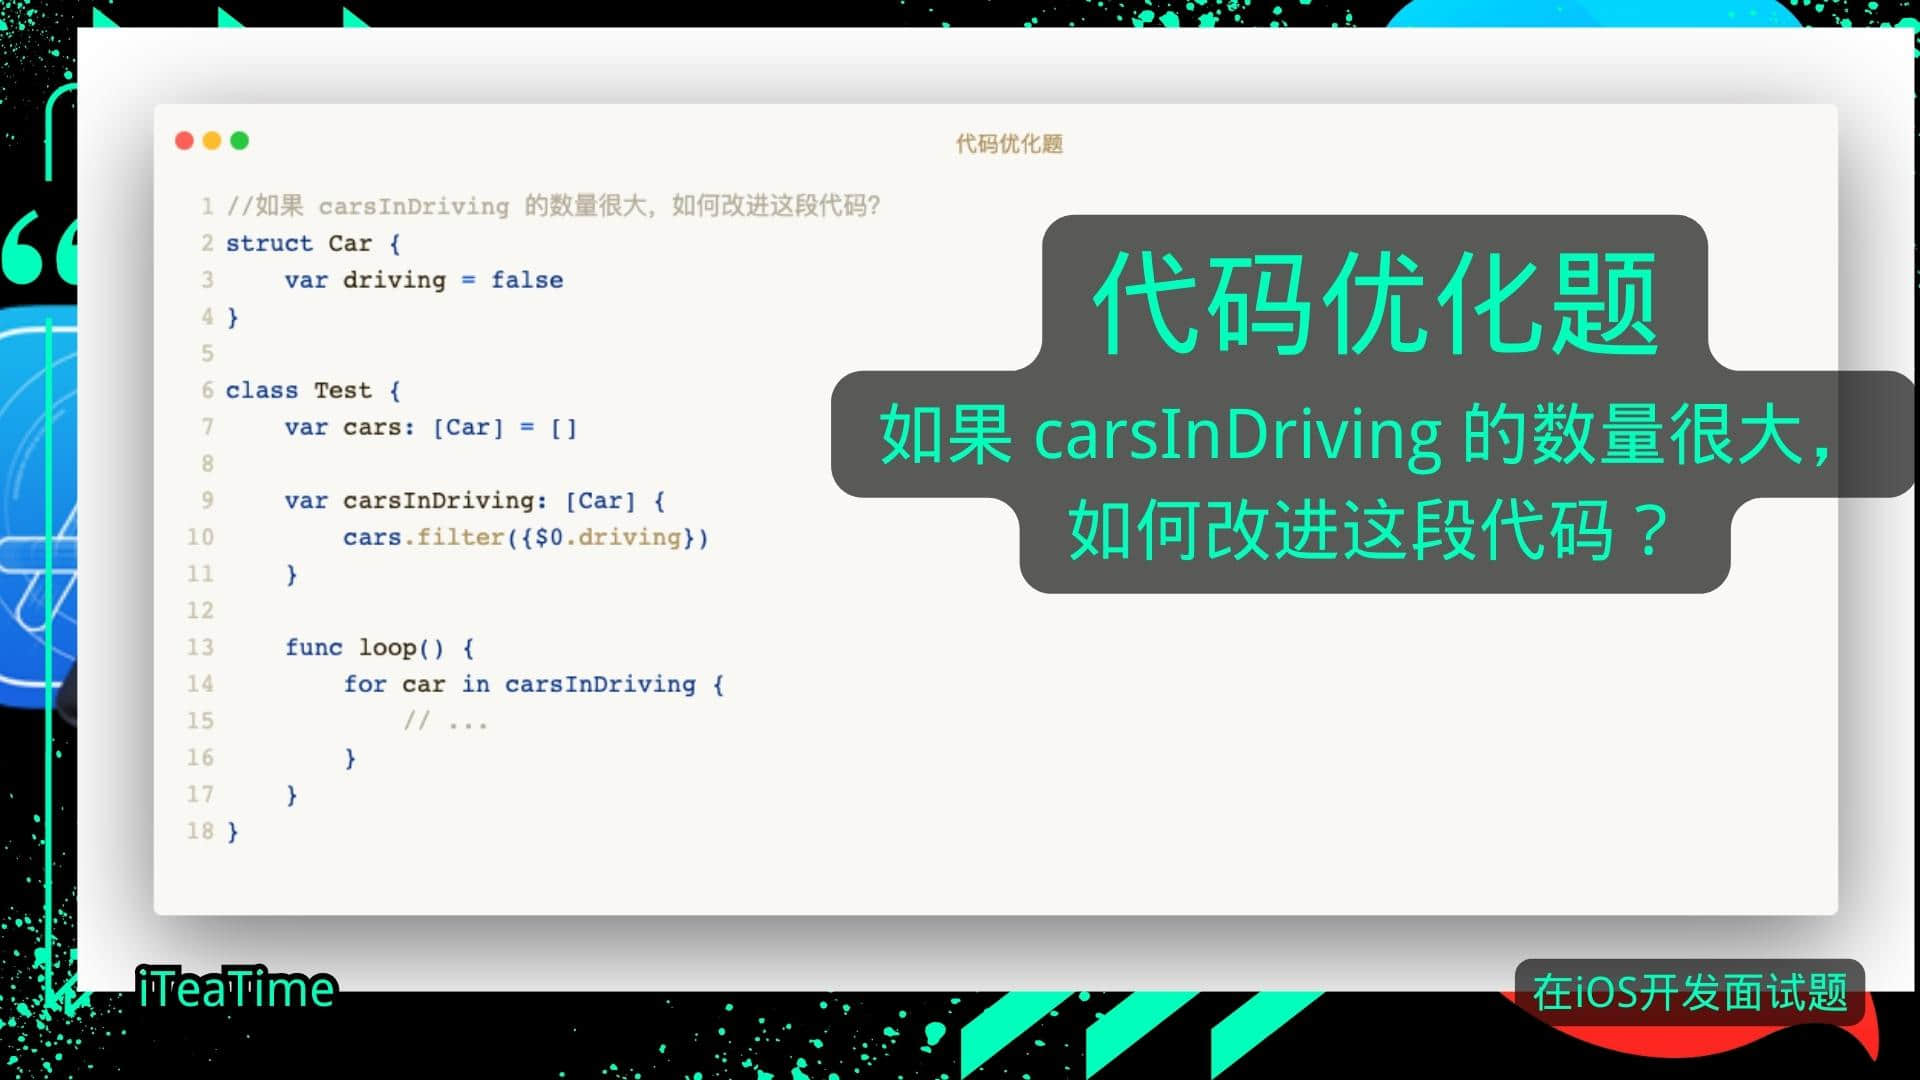 代码优化题
1 //如果 carsInDriving 的数量很大，如何改进这段代码？
2 struct Car {
3     var driving = false
4 }
5
6 class Test {
7     var cars: [Car] = []
8
9     var carsInDriving: [Car] {
10         cars.filter({$0.driving})
11     }
12
13     func loop() {
14         for car in carsInDriving {
15             // ...
16         }
17     }
18 }
代码优化题
如果 carsInDriving 的数量很大，
如何改进这段代码？
iTeaTime
在iOS开发面试题